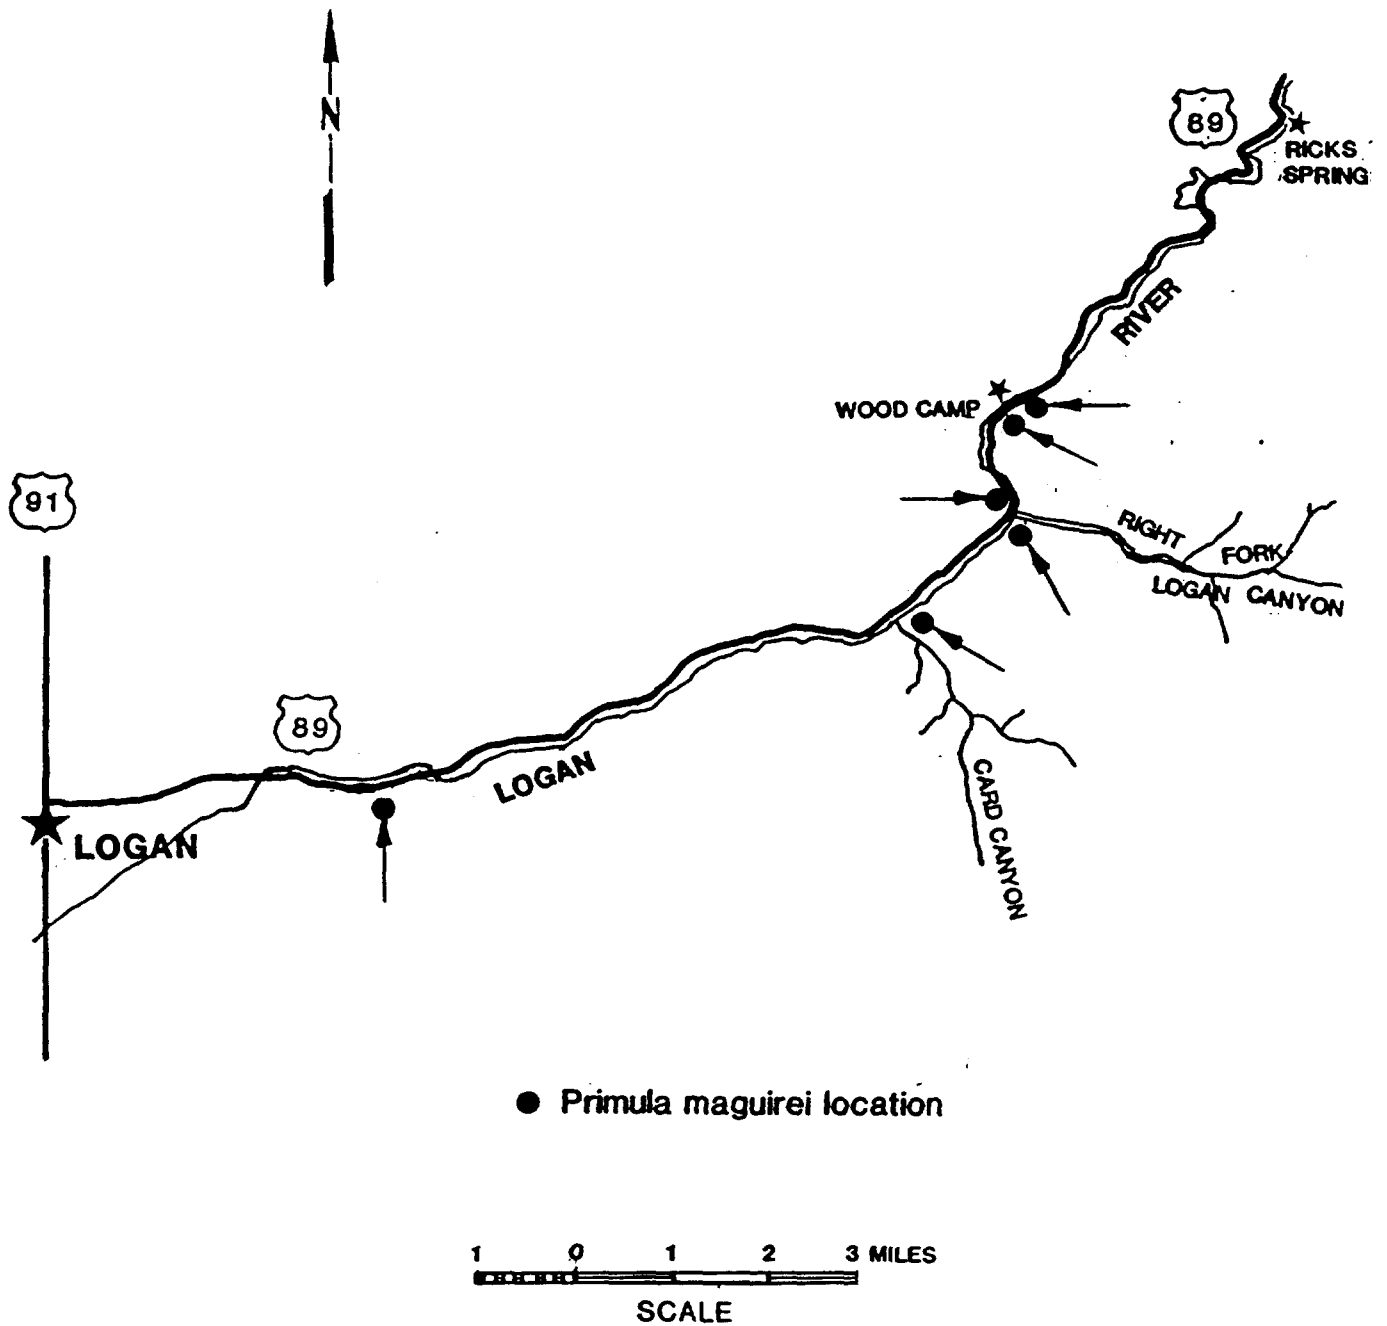 N
89
RICKS
SPRING
RIVER
WOOD CAMP
91
RIGHT
FORK
LOGAN CANYON
89
LOGAN
LOGAN
CARD CANYON
Primula maguirei location
1 0 1 2 3 MILES
SCALE